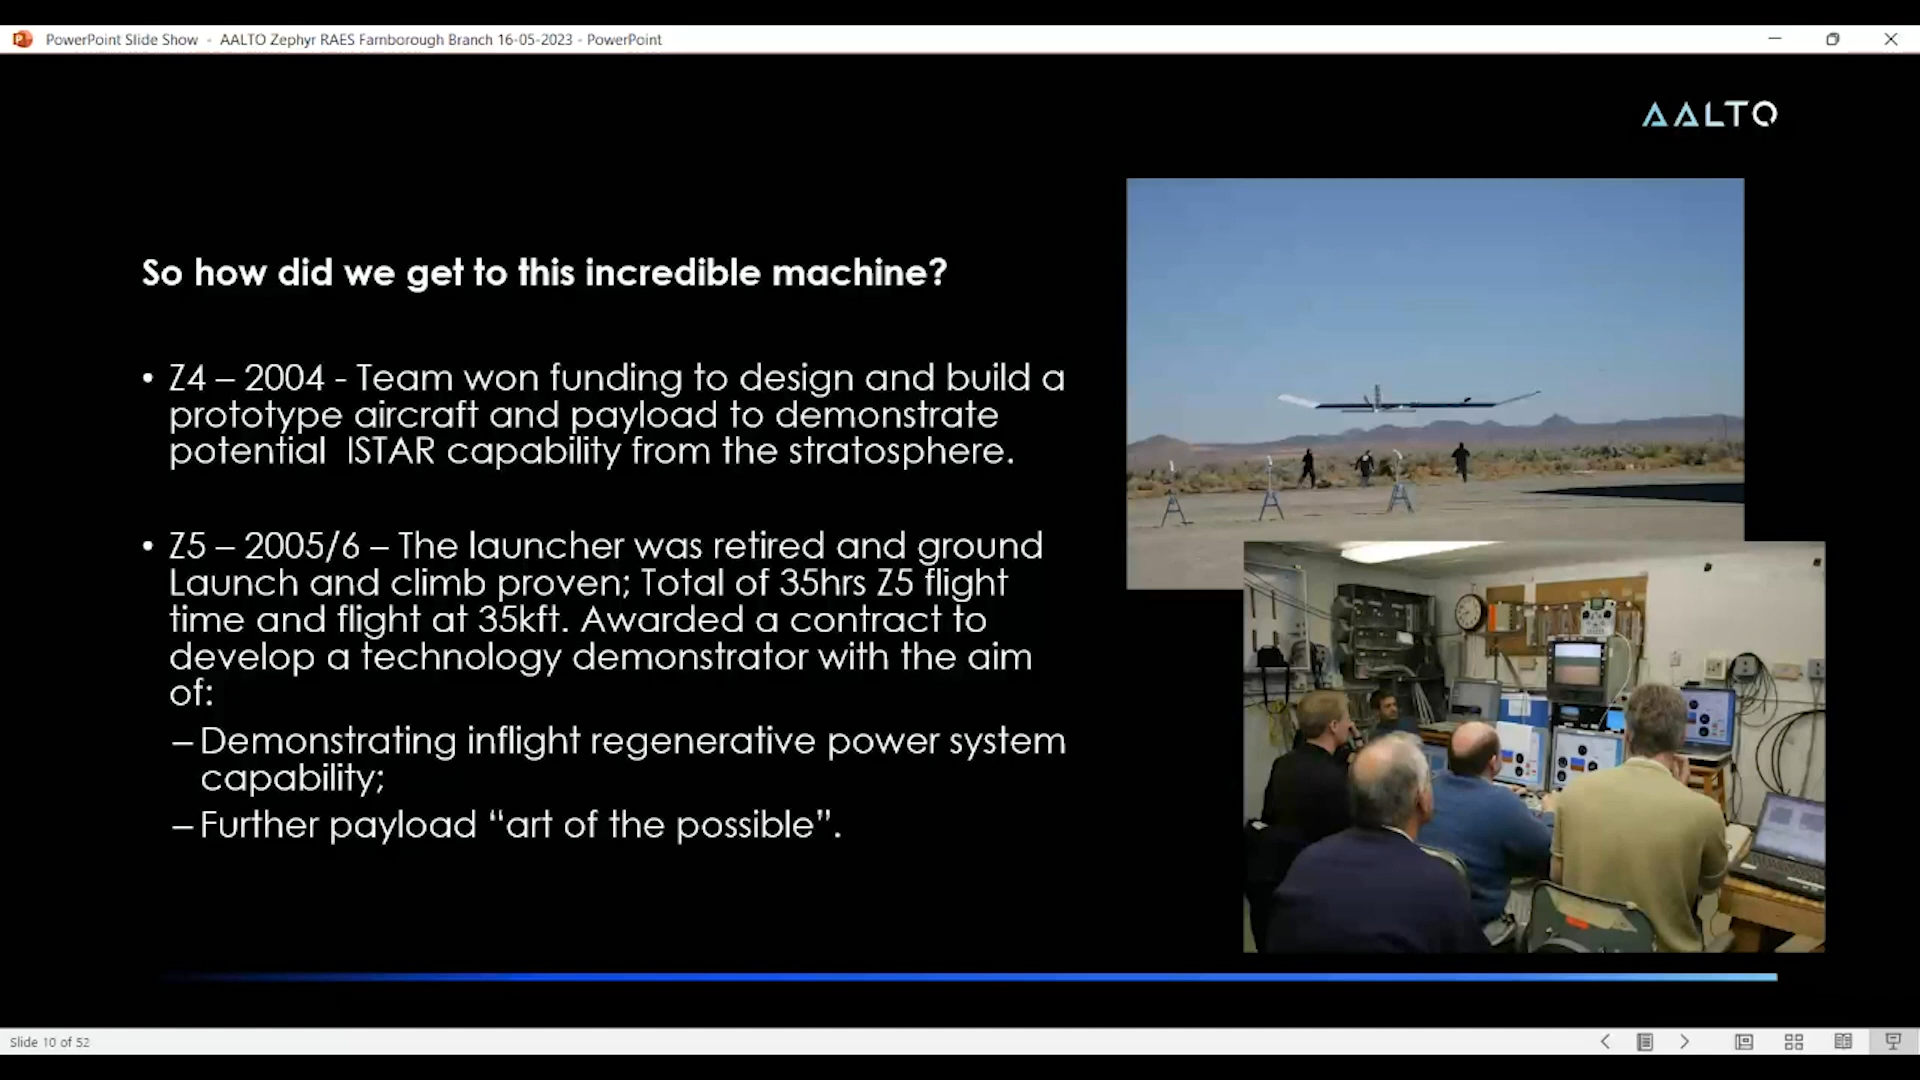 PowerPoint Slide Show - AALTO Zephyr RAES Farnborough Branch 16-05-2023 - PowerPoint
AALTO
So how did we get to this incredible machine?
• Z4 – 2004 - Team won funding to design and build a
prototype aircraft and payload to demonstrate
potential  ISTAR capability from the stratosphere.
• Z5 – 2005/6 – The launcher was retired and ground
Launch and climb proven; Total of 35hrs Z5 flight
time and flight at 35kft. Awarded a contract to
develop a technology demonstrator with the aim
of:
– Demonstrating inflight regenerative power system
capability;
– Further payload “art of the possible”.
Slide 10 of 52